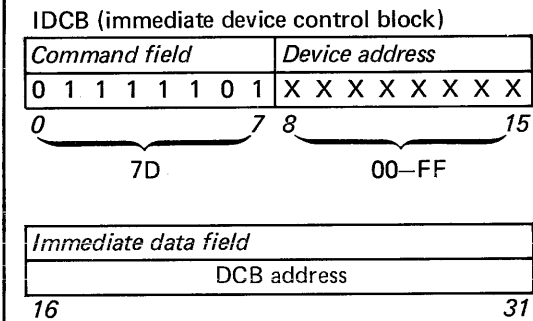 IDCB (immediate device control block)
Command field Device address
0 1 1 1 1 1 0 1 X X X X X X X X
0 7 8 15
7D 00–FF
Immediate data field
DCB address
16 31